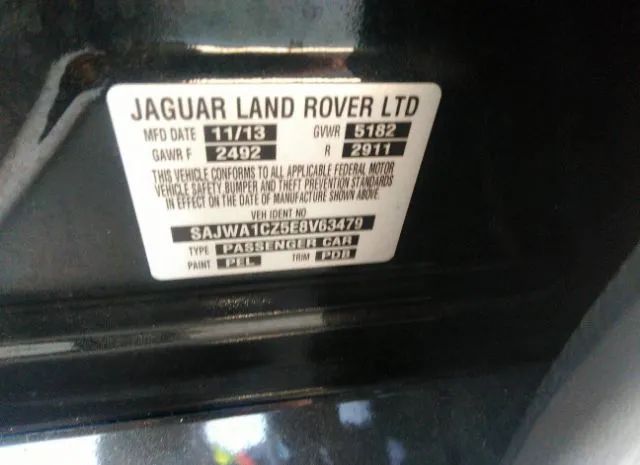 JAGUAR LAND ROVER LTD
MFD DATE 11/13 GVWR 5182
GAWR F 2492 R 2911
THIS VEHICLE CONFORMS TO ALL APPLICABLE FEDERAL MOTOR
VEHICLE SAFETY BUMPER AND THEFT PREVENTION STANDARDS
IN EFFECT ON THE DATE OF MANUFACTURE SHOWN ABOVE.
VEH IDENT NO
SAJWA1CZ5E8V63479
TYPE PASSENGER CAR
PAINT PEL TRIM PDB